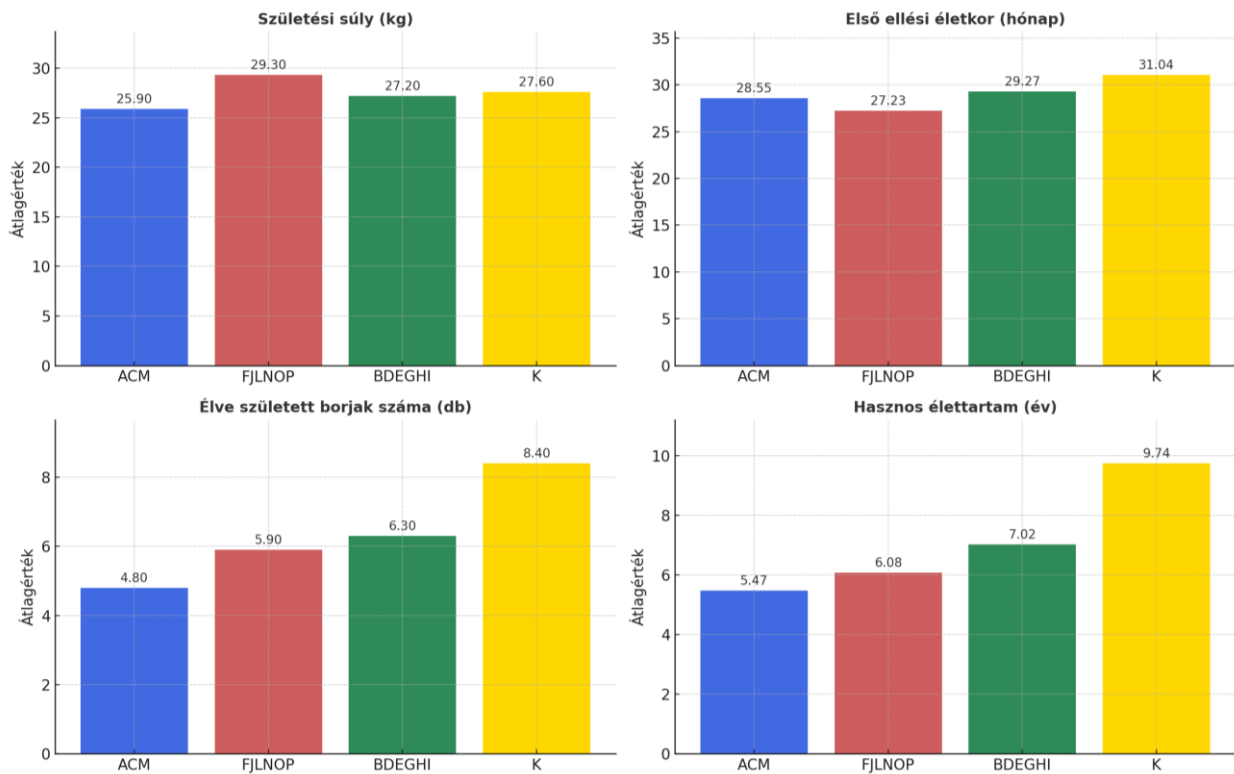 Születési súly (kg)
Átlagérték
30
25
20
15
10
5
0
25.90
29.30
27.20
27.60
ACM
FJLNOP
BDEGHI
K
Első ellési életkor (hónap)
Átlagérték
35
30
25
20
15
10
5
0
28.55
27.23
29.27
31.04
ACM
FJLNOP
BDEGHI
K
Élve született borjak száma (db)
Átlagérték
8
6
4
2
0
4.80
5.90
6.30
8.40
ACM
FJLNOP
BDEGHI
K
Hasznos élettartam (év)
Átlagérték
10
8
6
4
2
0
5.47
6.08
7.02
9.74
ACM
FJLNOP
BDEGHI
K